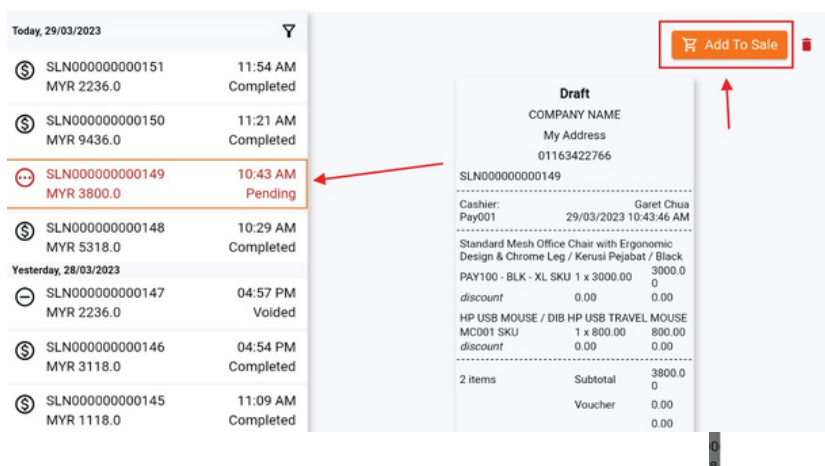 Today, 29/03/2023
SLN000000000151 11:54 AM
MYR 2236.0 Completed
SLN000000000150 11:21 AM
MYR 9436.0 Completed
SLN000000000149 10:43 AM
MYR 3800.0 Pending
SLN000000000148 10:29 AM
MYR 5318.0 Completed
Yesterday, 28/03/2023
SLN000000000147 04:57 PM
MYR 2236.0 Voided
SLN000000000146 04:54 PM
MYR 3118.0 Completed
SLN000000000145 11:09 AM
MYR 1118.0 Completed
Add To Sale
Draft
COMPANY NAME
My Address
01163422766
SLN000000000149
Cashier: Garet Chua
Pay001 29/03/2023 10:43:46 AM
Standard Mesh Office Chair with Ergonomic
Design & Chrome Leg / Kerusi Pejabat / Black
PAY100 - BLK - XL SKU 1 x 3000.00 3000.0
0
discount 0.00 0.00
HP USB MOUSE / DIB HP USB TRAVEL MOUSE
MC001 SKU 1 x 800.00 800.00
discount 0.00 0.00
2 items Subtotal 3800.0
0
Voucher 0.00
0.00